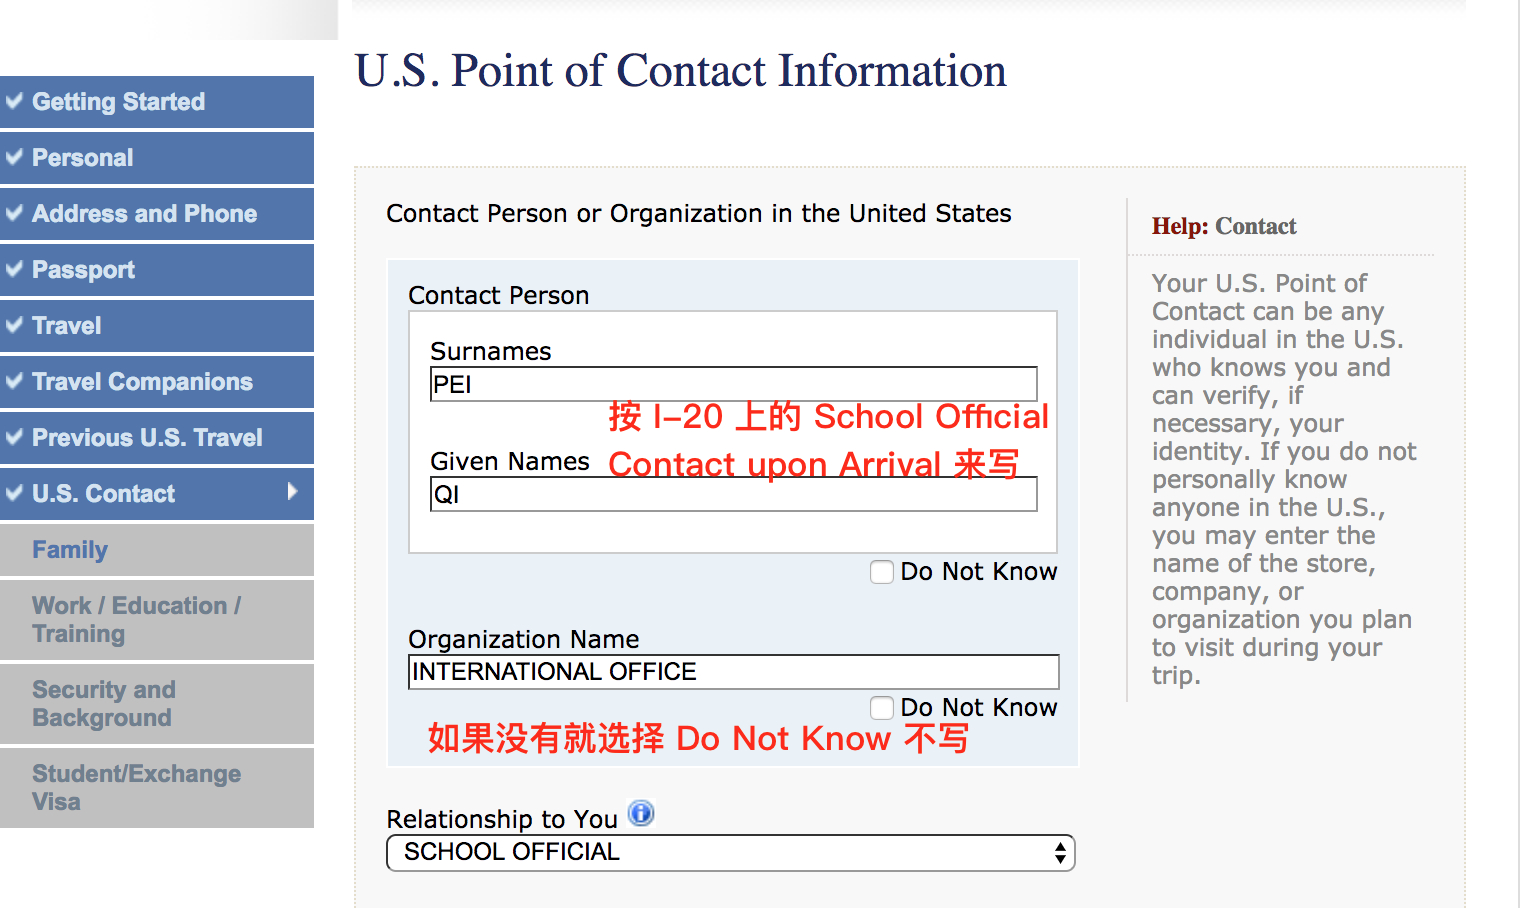 U.S. Point of Contact Information
Getting Started
Personal
Address and Phone
Passport
Travel
Travel Companions
Previous U.S. Travel
U.S. Contact
Family
Work / Education /
Training
Security and
Background
Student/Exchange
Visa
Contact Person or Organization in the United States
Contact Person
Surnames
PEI
按 I-20 上的 School Official
Contact upon Arrival 来写
Given Names
QI
Do Not Know
Organization Name
INTERNATIONAL OFFICE
Do Not Know
如果没有就选择 Do Not Know 不写
Relationship to You
SCHOOL OFFICIAL
Help: Contact
Your U.S. Point of
Contact can be any
individual in the U.S.
who knows you and
can verify, if
necessary, your
identity. If you do not
personally know
anyone in the U.S.,
you may enter the
name of the store,
company, or
organization you plan
to visit during your
trip.